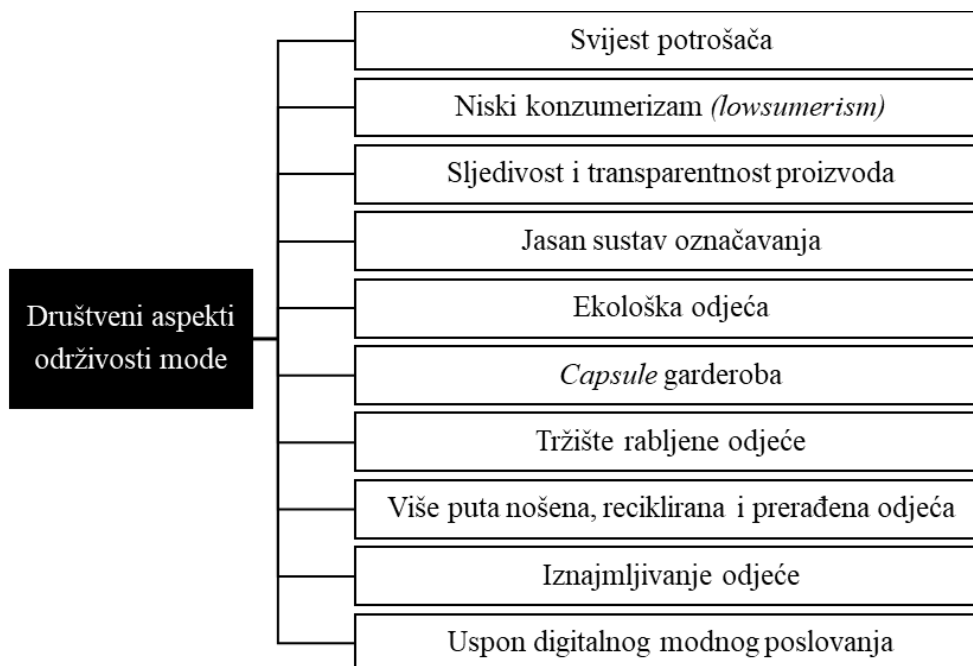 Društveni aspekti
održivosti mode
Svijest potrošača
Niski konzumerizam (lowsumerism)
Sljedivost i transparentnost proizvoda
Jasan sustav označavanja
Ekološka odjeća
Capsule garderoba
Tržište rabljene odjeće
Više puta nošena, reciklirana i prerađena odjeća
Iznajmljivanje odjeće
Uspon digitalnog modnog poslovanja